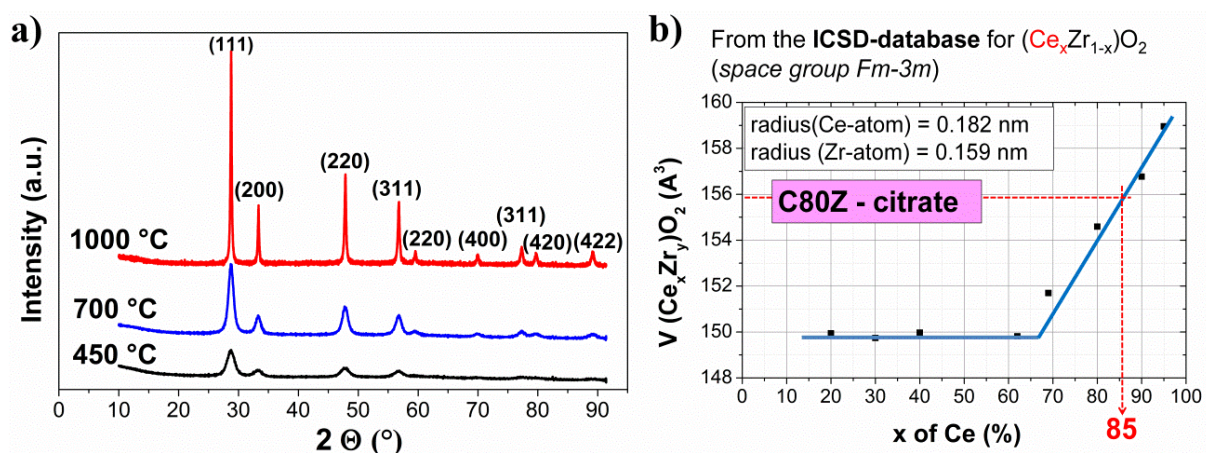 a)
Intensity (a.u.)
(111)
(200)
(220)
(311)
(220)
(400)
(311)
(420)
(422)
1000 °C
700 °C
450 °C
0 10 20 30 40 50 60 70 80 90
2 Θ (°)
b)
From the ICSD-database for (CeₓZr₁₋ₓ)O₂
(space group Fm-3m)
V (CeₓZrᵧ)O₂ (A³)
160
158
156
154
152
150
148
radius(Ce-atom) = 0.182 nm
radius (Zr-atom) = 0.159 nm
C80Z - citrate
0 10 20 30 40 50 60 70 80 90 100
x of Ce (%)
85